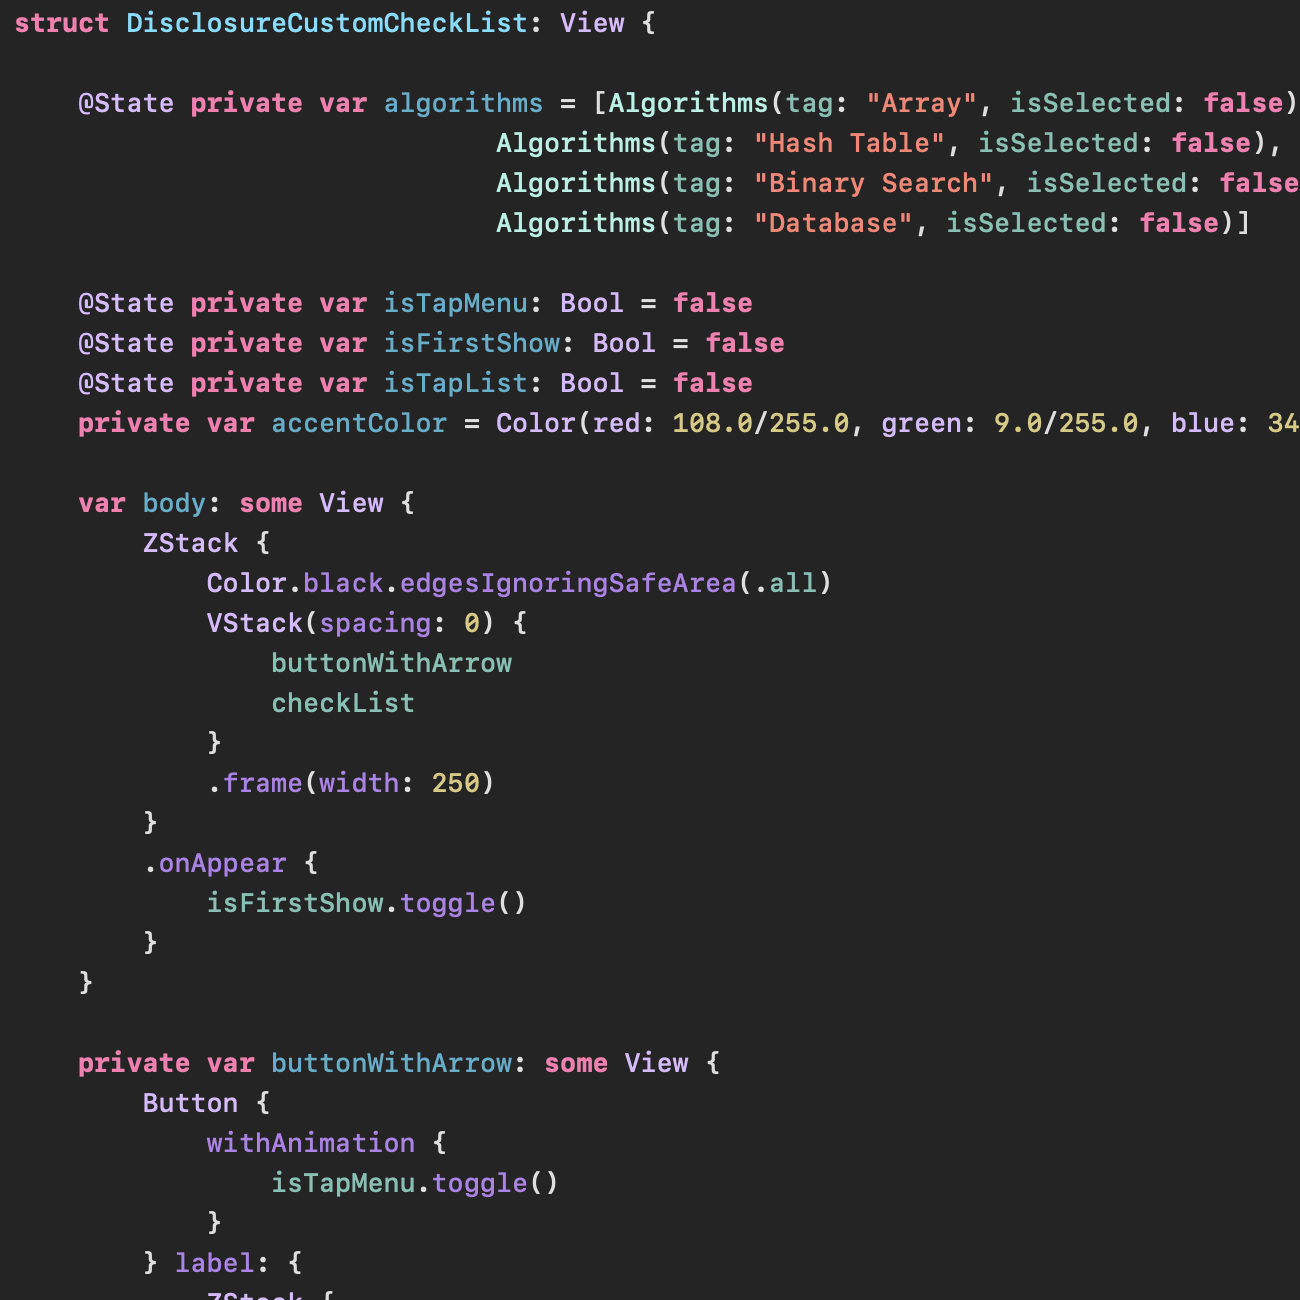 struct DisclosureCustomCheckList: View {
@State private var algorithms = [Algorithms(tag: "Array", isSelected: false)
Algorithms(tag: "Hash Table", isSelected: false),
Algorithms(tag: "Binary Search", isSelected: false
Algorithms(tag: "Database", isSelected: false)]
@State private var isTapMenu: Bool = false
@State private var isFirstShow: Bool = false
@State private var isTapList: Bool = false
private var accentColor = Color(red: 108.0/255.0, green: 9.0/255.0, blue: 34
var body: some View {
ZStack {
Color.black.edgesIgnoringSafeArea(.all)
VStack(spacing: 0) {
buttonWithArrow
checkList
}
.frame(width: 250)
}
.onAppear {
isFirstShow.toggle()
}
}
private var buttonWithArrow: some View {
Button {
withAnimation {
isTapMenu.toggle()
}
} label: {
ZStack {